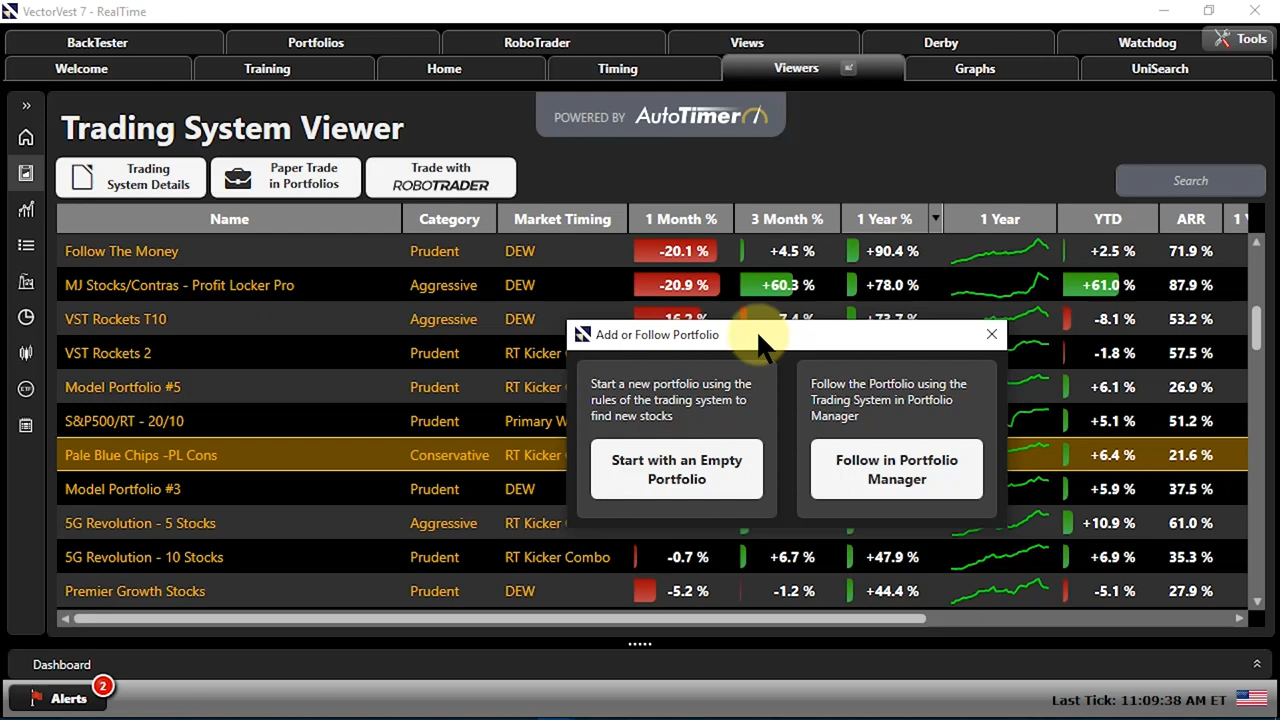 VectorVest 7 - RealTime
BackTester Portfolios RoboTrader Views Derby Watchdog Tools
Welcome Training Home Timing Viewers Graphs UniSearch
Trading System Viewer
POWERED BY AutoTimer
Trading System Details
Paper Trade in Portfolios
Trade with ROBOTRADER
Search
Name Category Market Timing 1 Month % 3 Month % 1 Year % 1 Year YTD ARR 1
Follow The Money Prudent DEW -20.1 % +4.5 % +90.4 % +2.5 % 71.9 %
MJ Stocks/Contras - Profit Locker Pro Aggressive DEW -20.9 % +60.3 % +78.0 % +61.0 % 87.9 %
VST Rockets T10 Aggressive DEW -8.1 % 53.2 %
VST Rockets 2 Prudent RT Kicker -1.8 % 57.5 %
Model Portfolio #5 Prudent RT Kicker +6.1 % 26.9 %
S&P500/RT - 20/10 Prudent Primary W +5.1 % 51.2 %
Pale Blue Chips -PL Cons Conservative RT Kicker +6.4 % 21.6 %
Model Portfolio #3 Prudent DEW +5.9 % 37.5 %
5G Revolution - 5 Stocks Aggressive RT Kicker +10.9 % 61.0 %
5G Revolution - 10 Stocks Prudent RT Kicker Combo -0.7 % +6.7 % +47.9 % +6.9 % 35.3 %
Premier Growth Stocks Prudent DEW -5.2 % -1.2 % +44.4 % -5.1 % 27.9 %
Add or Follow Portfolio
Start a new portfolio using the
rules of the trading system to
find new stocks
Start with an Empty
Portfolio
Follow the Portfolio using the
Trading System in Portfolio
Manager
Follow in Portfolio
Manager
Dashboard
Alerts 2
Last Tick: 11:09:38 AM ET